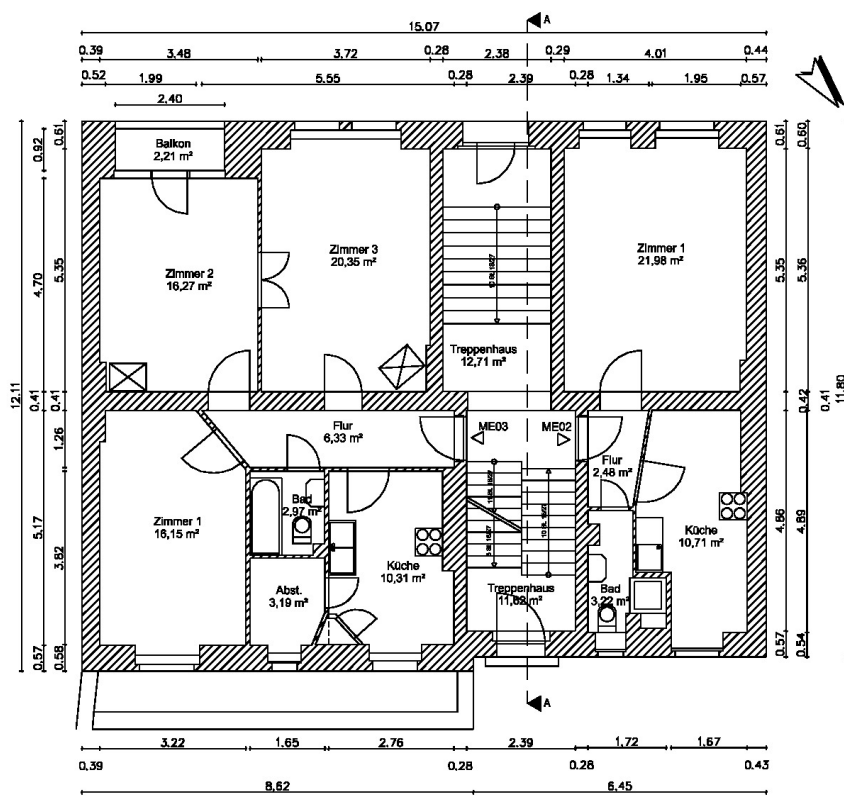 A
15.07
0.39 3.48 3.72 0.28 2.38 0.29 4.01 0.44
0.52 1.99 5.55 0.28 2.39 0.28 1.34 1.95 0.57
2.40
0.92
0.61
0.61
0.60
Balkon
2,21 m²
Zimmer 2
16,27 m²
Zimmer 3
20,35 m²
Zimmer 1
21,98 m²
4.70
5.35
5.35
5.36
Treppenhaus
12,71 m²
12.11
0.41
0.41
0.42
0.41
11.80
ME03
ME02
Flur
6,33 m²
Flur
2,48 m²
1.26
Bad
2,97 m²
Zimmer 1
16,15 m²
Küche
10,31 m²
Küche
10,71 m²
5.17
3.82
4.86
4.89
Abst.
3,19 m²
Treppenhaus
11,62 m²
Bad
3,22 m²
0.57
0.58
0.57
0.54
A
3.22 1.65 2.76 2.39 1.72 1.67
0.39 0.28 0.28 0.43
8.62 6.45